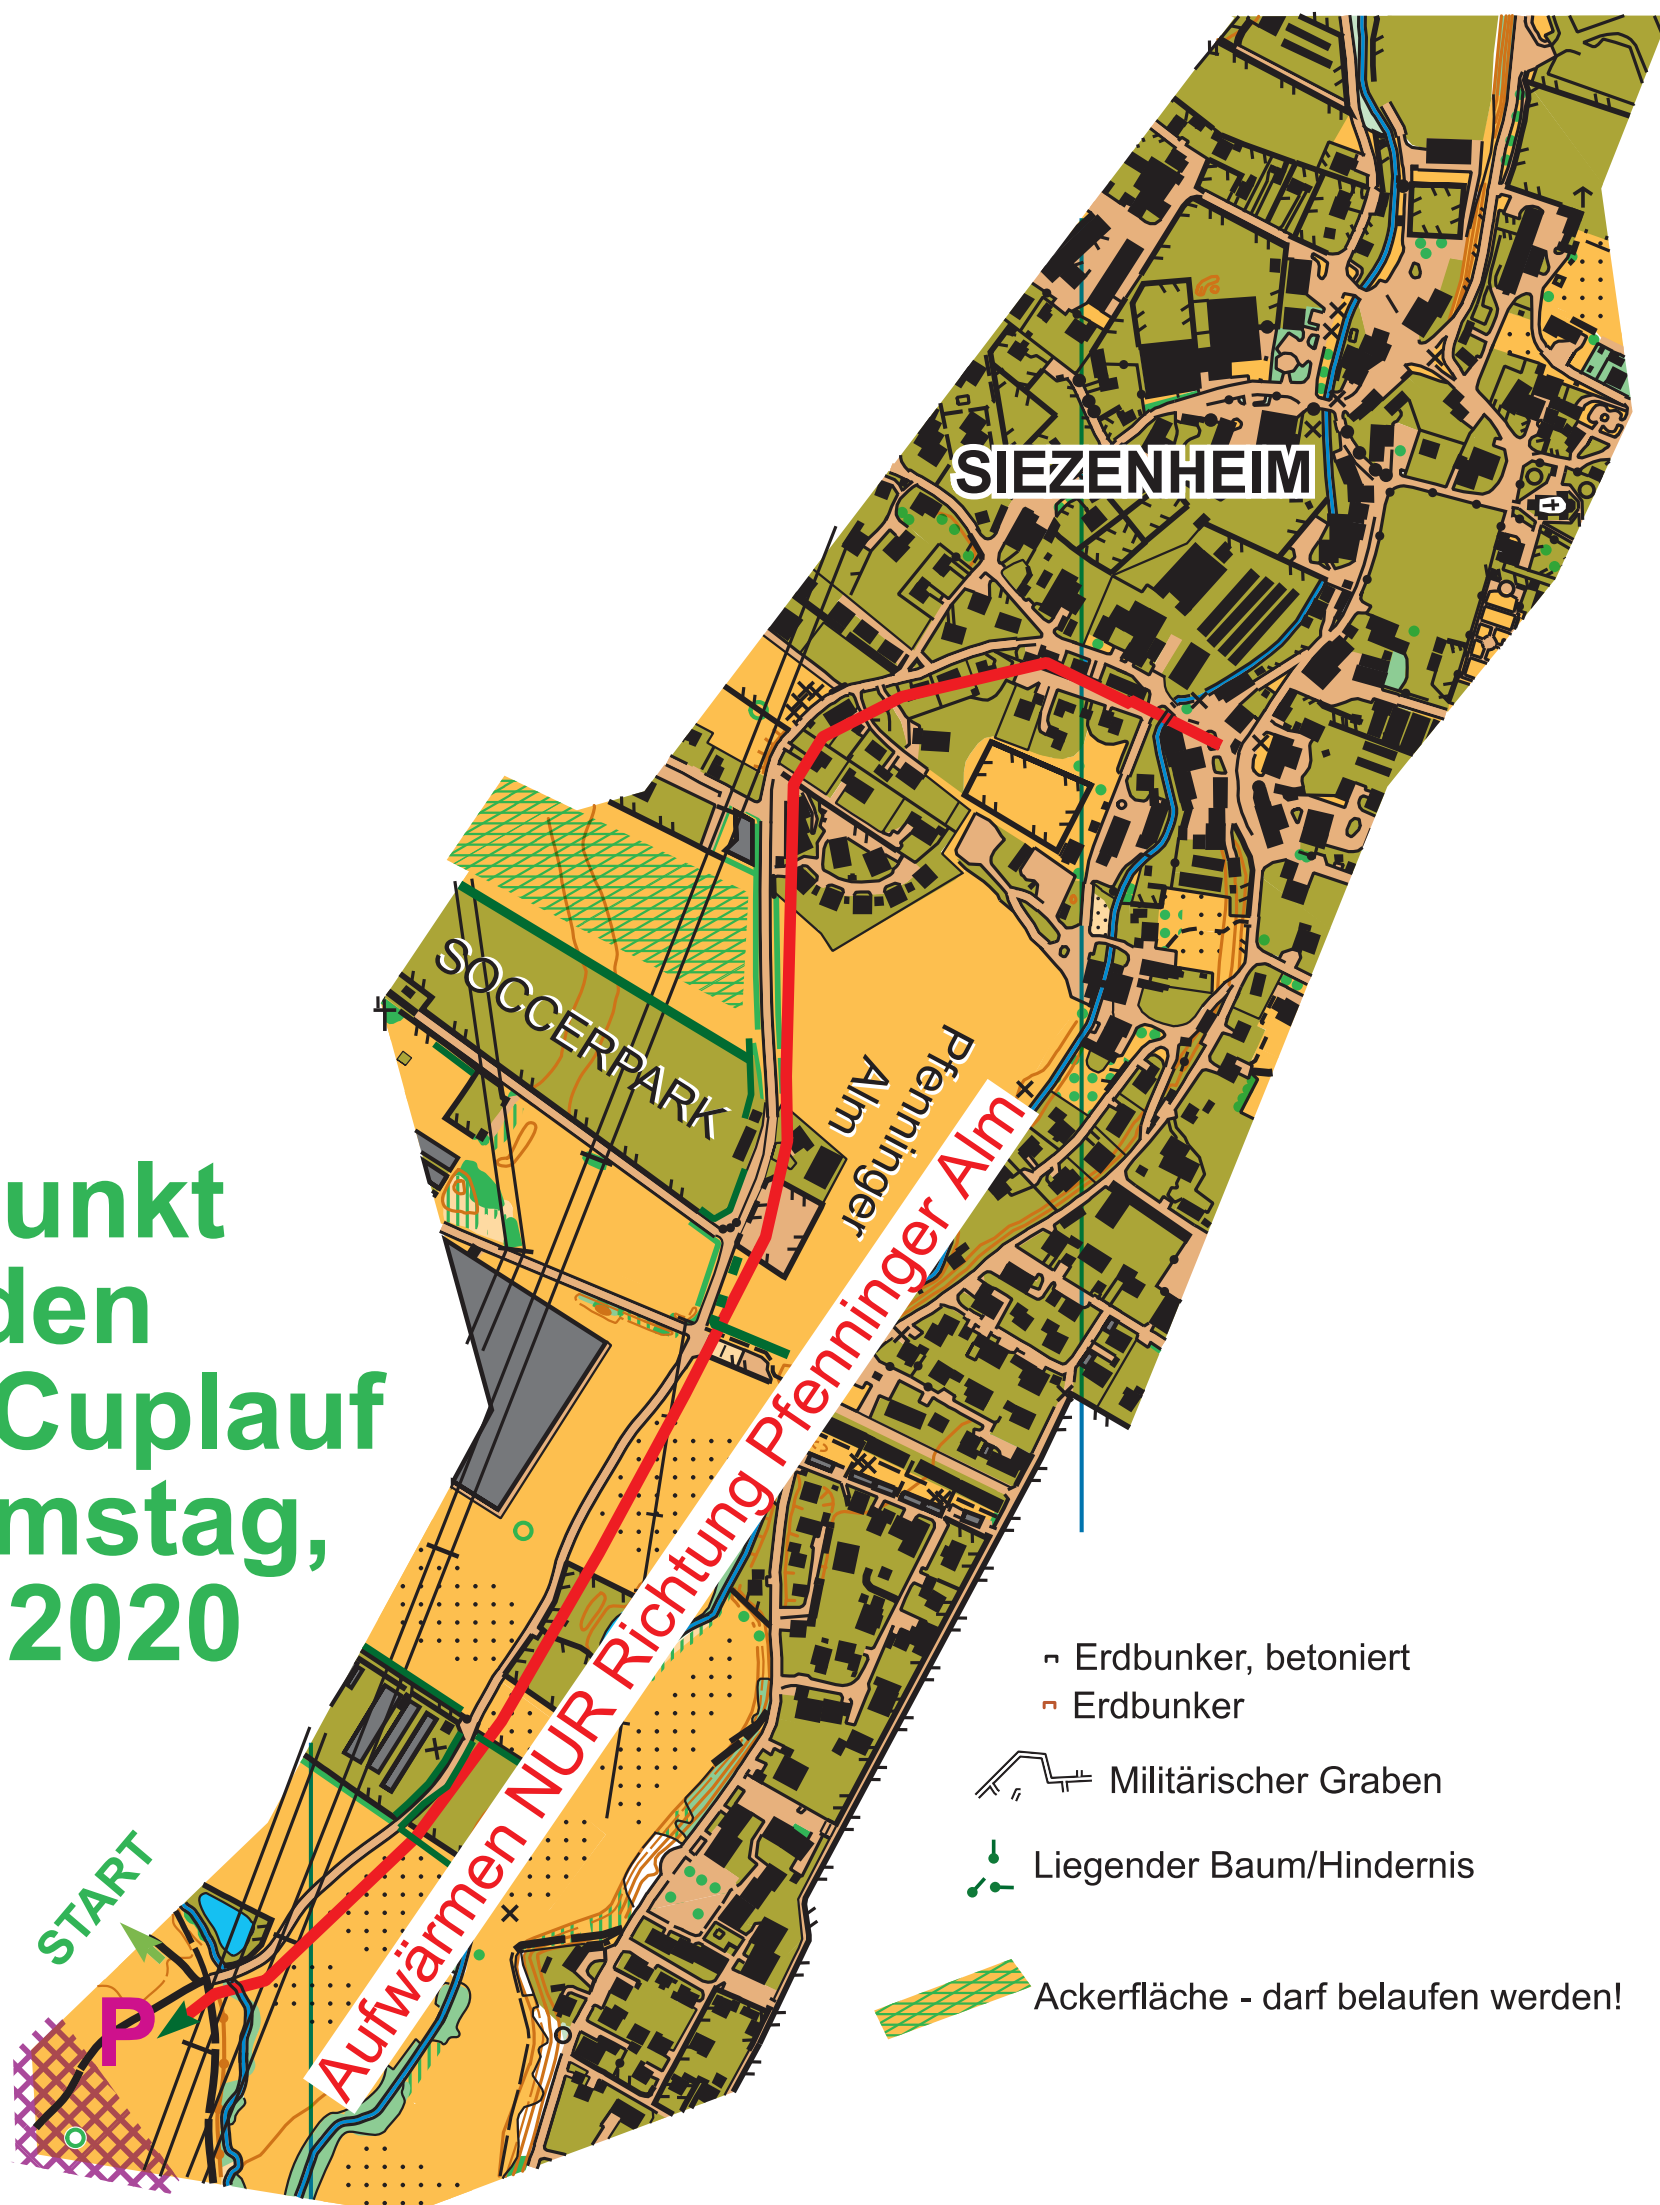 SIEZENHEIM
SOCCERPARK
Pfenninger
Alm
Aufwärmen NUR Richtung Pfenninger Alm
unkt
den
Cuplauf
mstag,
2020
Erdbunker, betoniert
Erdbunker
Militärischer Graben
Liegender Baum/Hindernis
START
P
Ackerfläche - darf belaufen werden!